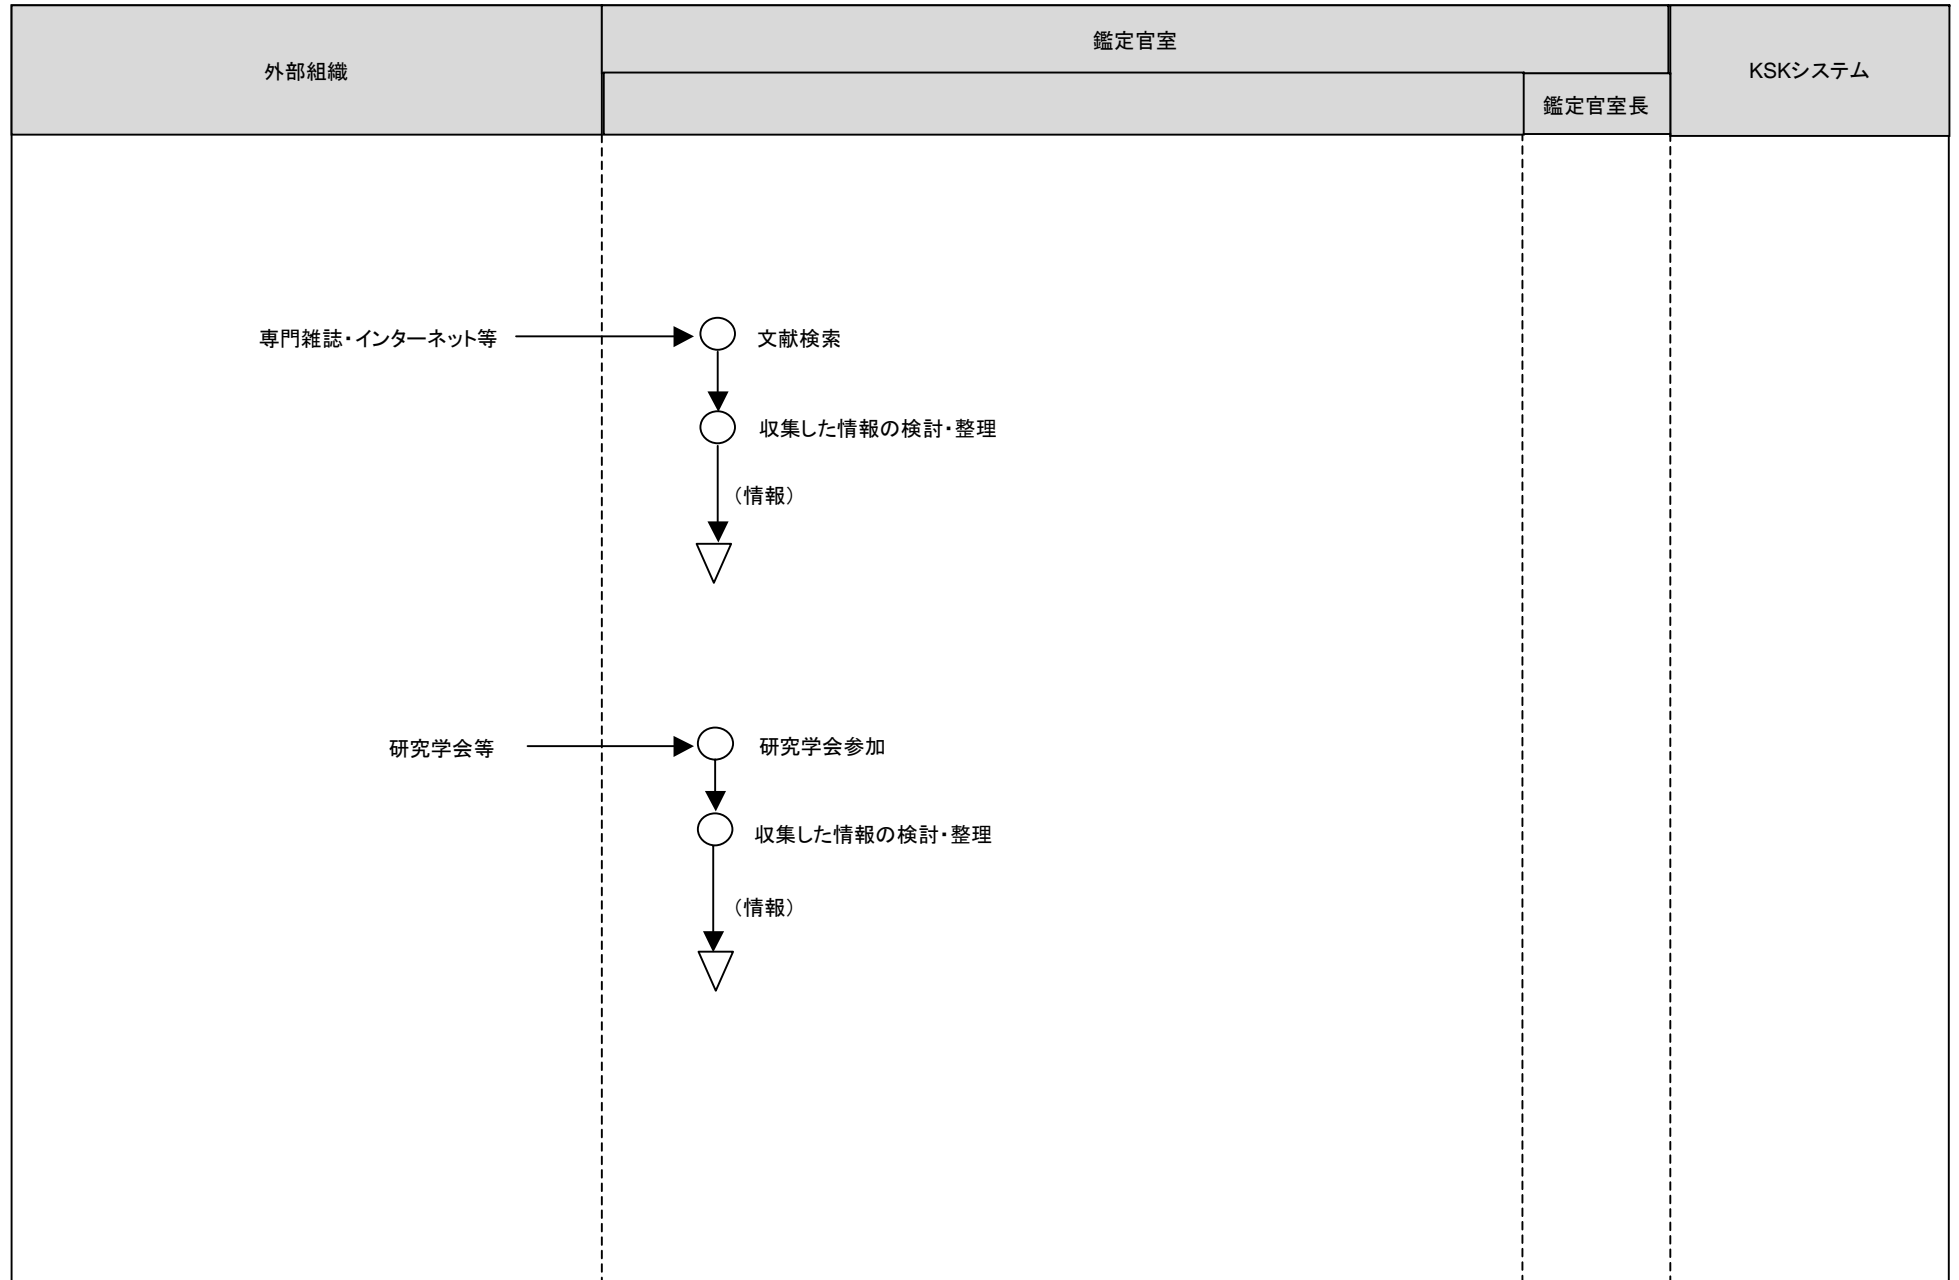 外部組織
鑑定官室
鑑定官室長
KSKシステム
専門雑誌・インターネット等
文献検索
収集した情報の検討・整理
（情報）
研究学会等
研究学会参加
収集した情報の検討・整理
（情報）